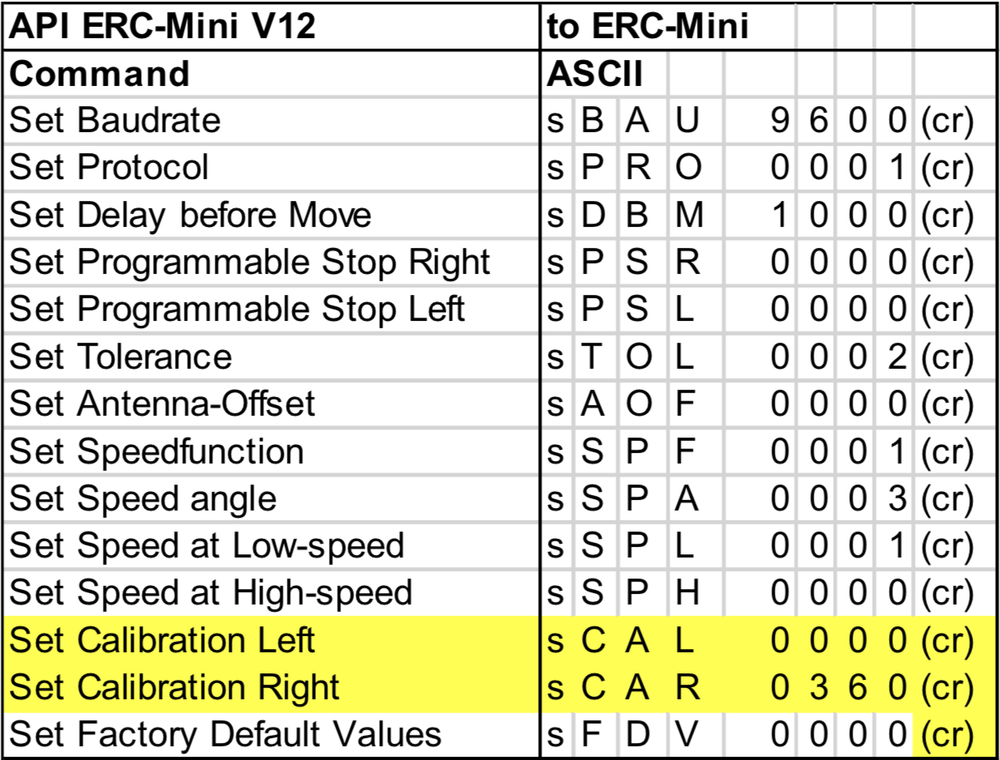 API ERC-Mini V12 to ERC-Mini
Command ASCII
Set Baudrate s B A U 9 6 0 0 (cr)
Set Protocol s P R O 0 0 0 1 (cr)
Set Delay before Move s D B M 1 0 0 0 (cr)
Set Programmable Stop Right s P S R 0 0 0 0 (cr)
Set Programmable Stop Left s P S L 0 0 0 0 (cr)
Set Tolerance s T O L 0 0 0 2 (cr)
Set Antenna-Offset s A O F 0 0 0 0 (cr)
Set Speedfunction s S P F 0 0 0 1 (cr)
Set Speed angle s S P A 0 0 0 3 (cr)
Set Speed at Low-speed s S P L 0 0 0 1 (cr)
Set Speed at High-speed s S P H 0 0 0 0 (cr)
Set Calibration Left s C A L 0 0 0 0 (cr)
Set Calibration Right s C A R 0 3 6 0 (cr)
Set Factory Default Values s F D V 0 0 0 0 (cr)